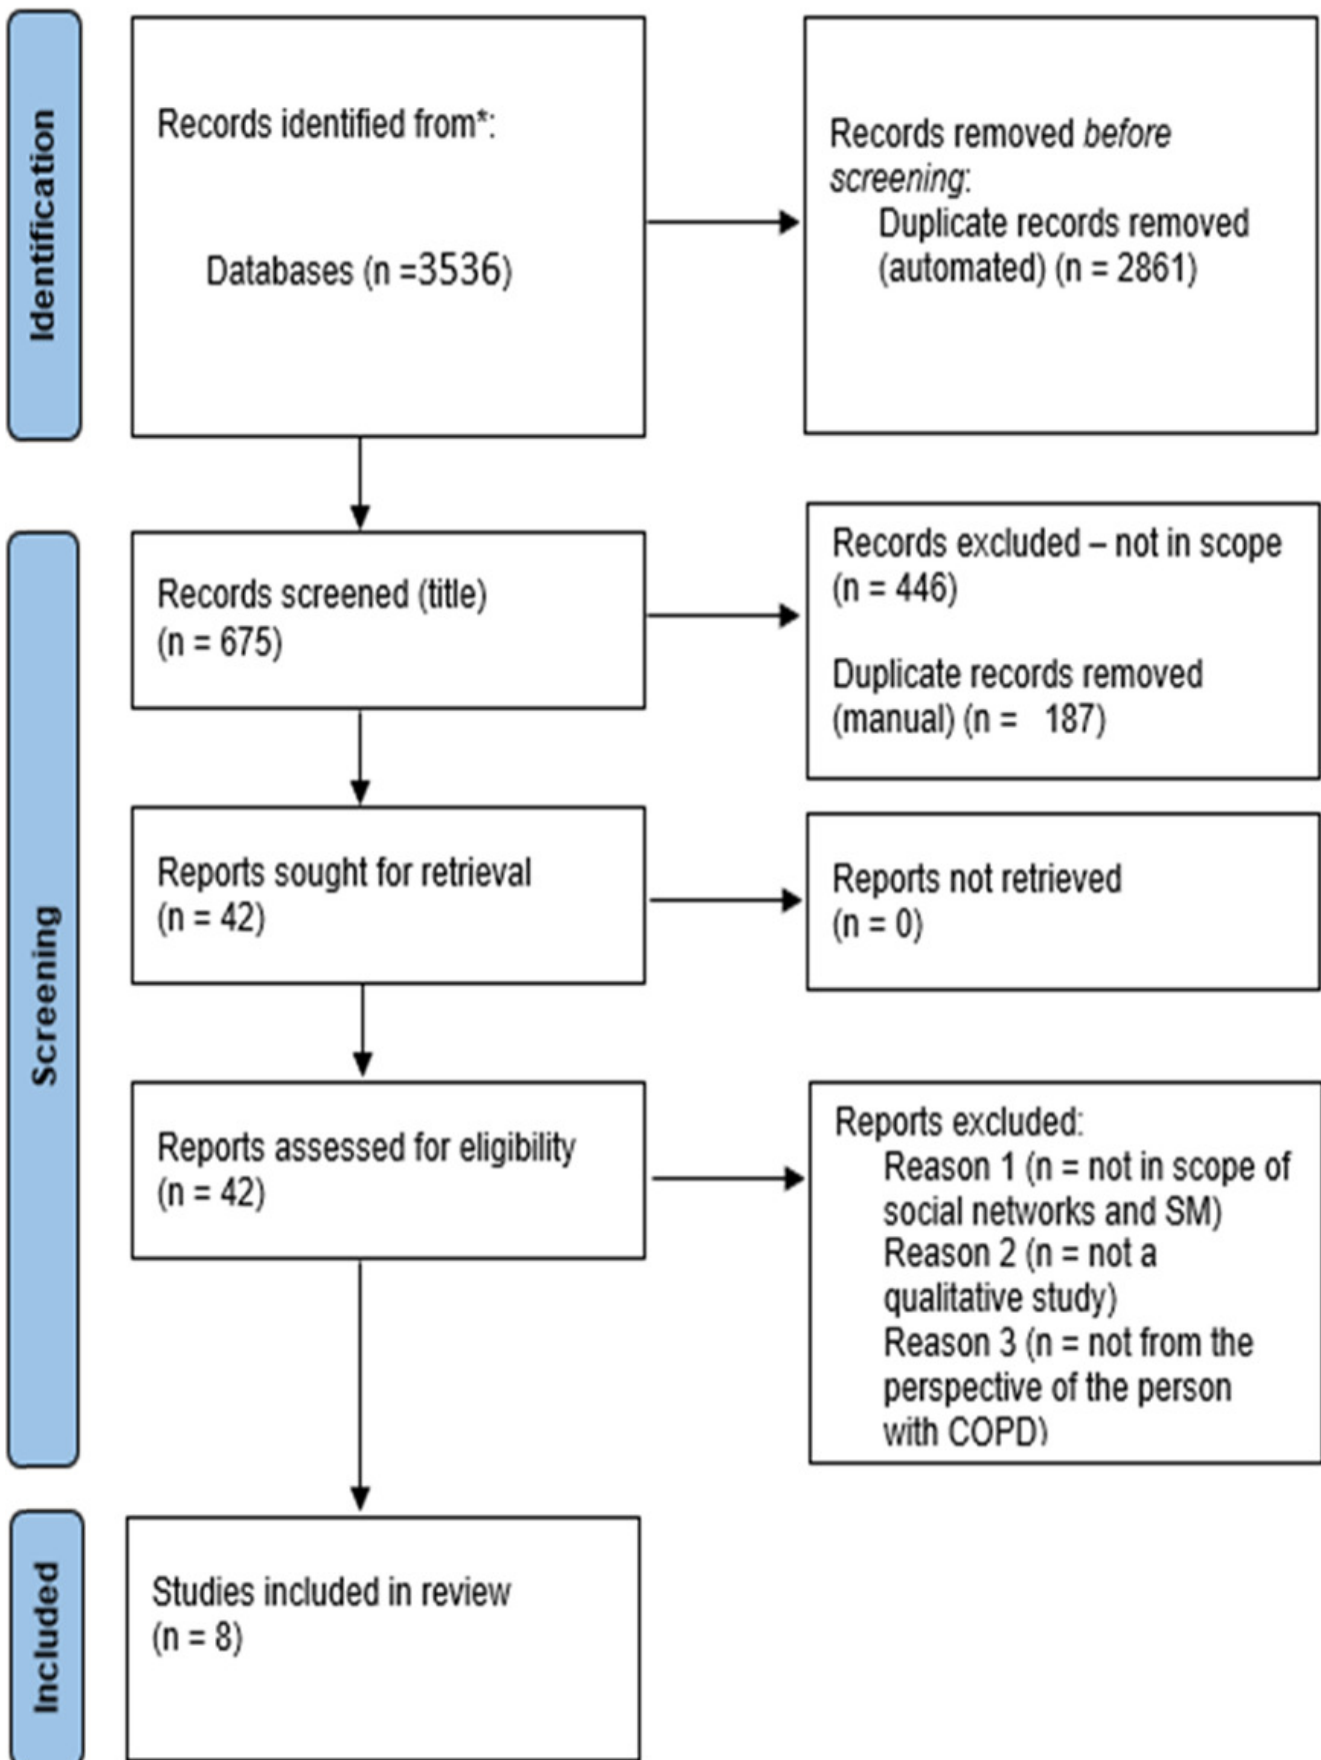 Identification
Records identified from*:
Databases (n =3536)
Records removed before
screening:
Duplicate records removed
(automated) (n = 2861)
Screening
Records screened (title)
(n = 675)
Records excluded – not in scope
(n = 446)
Duplicate records removed
(manual) (n =   187)
Reports sought for retrieval
(n = 42)
Reports not retrieved
(n = 0)
Reports assessed for eligibility
(n = 42)
Reports excluded:
Reason 1 (n = not in scope of
social networks and SM)
Reason 2 (n = not a
qualitative study)
Reason 3 (n = not from the
perspective of the person
with COPD)
Included
Studies included in review
(n = 8)